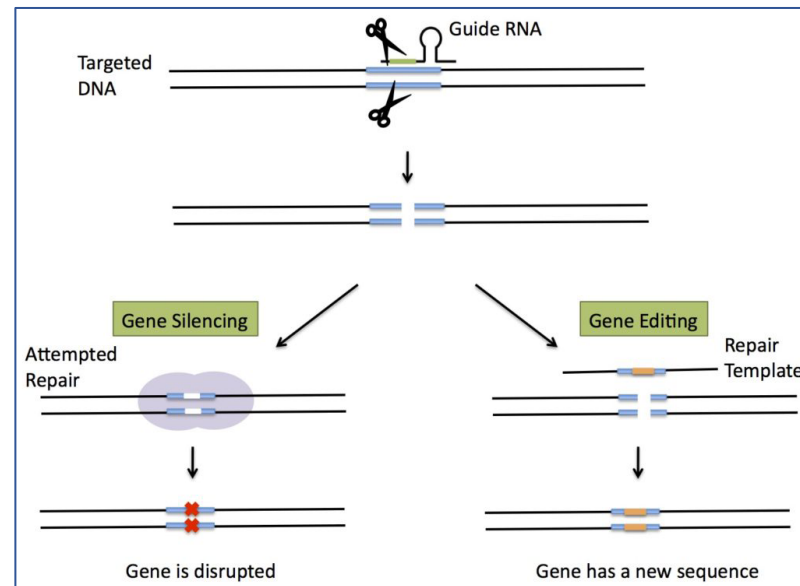 Guide RNA
Targeted
DNA
Gene Silencing
Gene Editing
Attempted
Repair
Repair
Template
Gene is disrupted
Gene has a new sequence